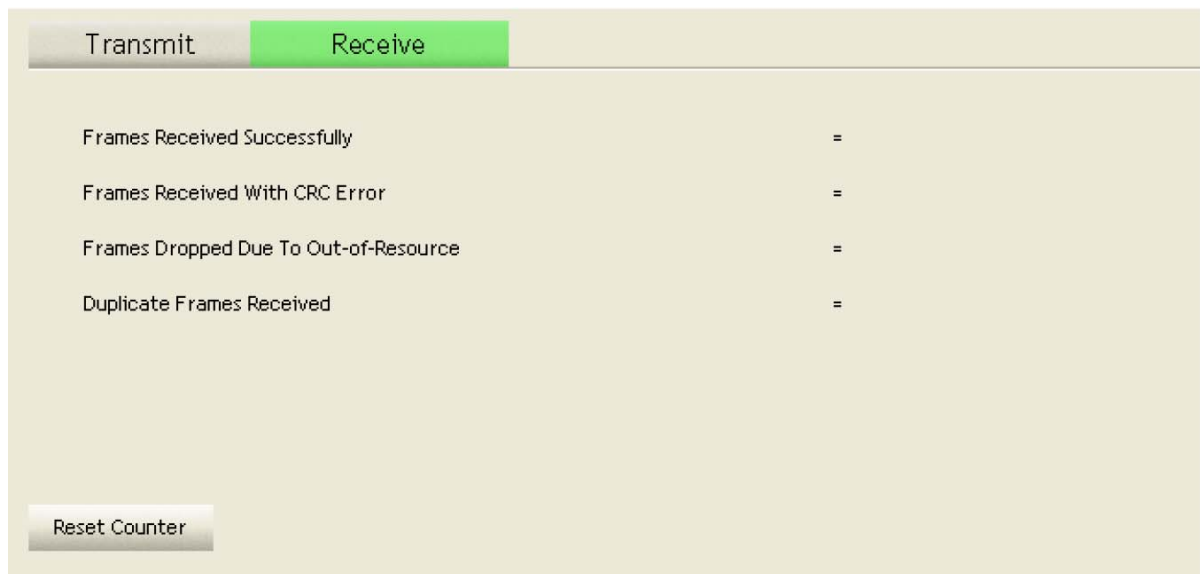 Transmit Receive
Frames Received Successfully =
Frames Received With CRC Error =
Frames Dropped Due To Out-of-Resource =
Duplicate Frames Received =
Reset Counter